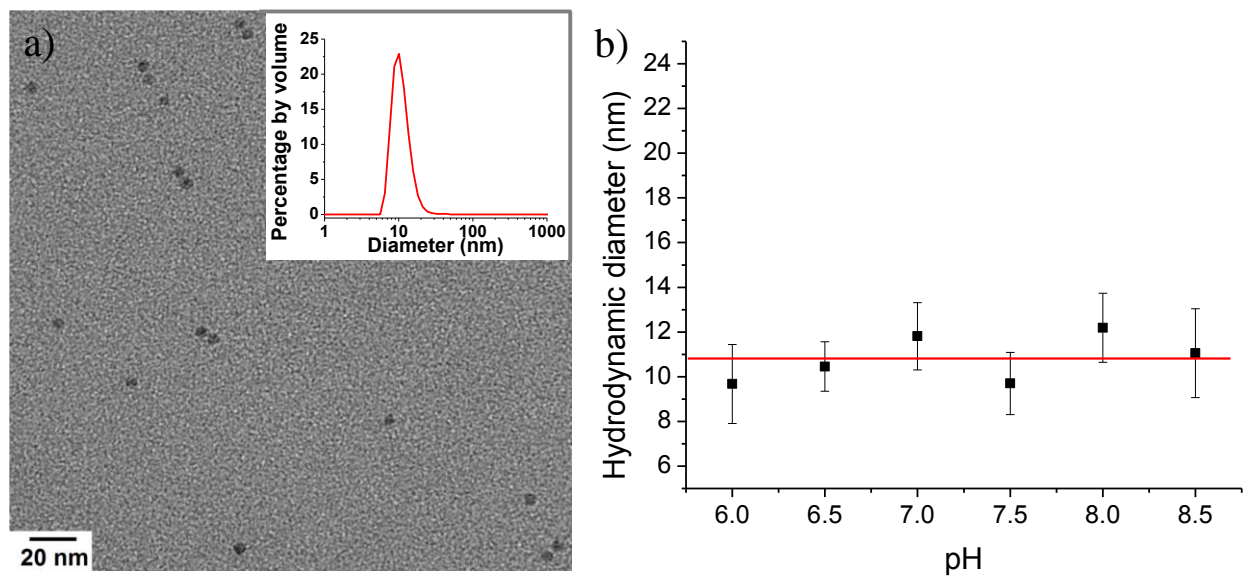 a)
Percentage by volume
25
20
15
10
5
0
1 10 100 1000
Diameter (nm)
20 nm
b)
Hydrodynamic diameter (nm)
24
22
20
18
16
14
12
10
8
6
6.0 6.5 7.0 7.5 8.0 8.5
pH